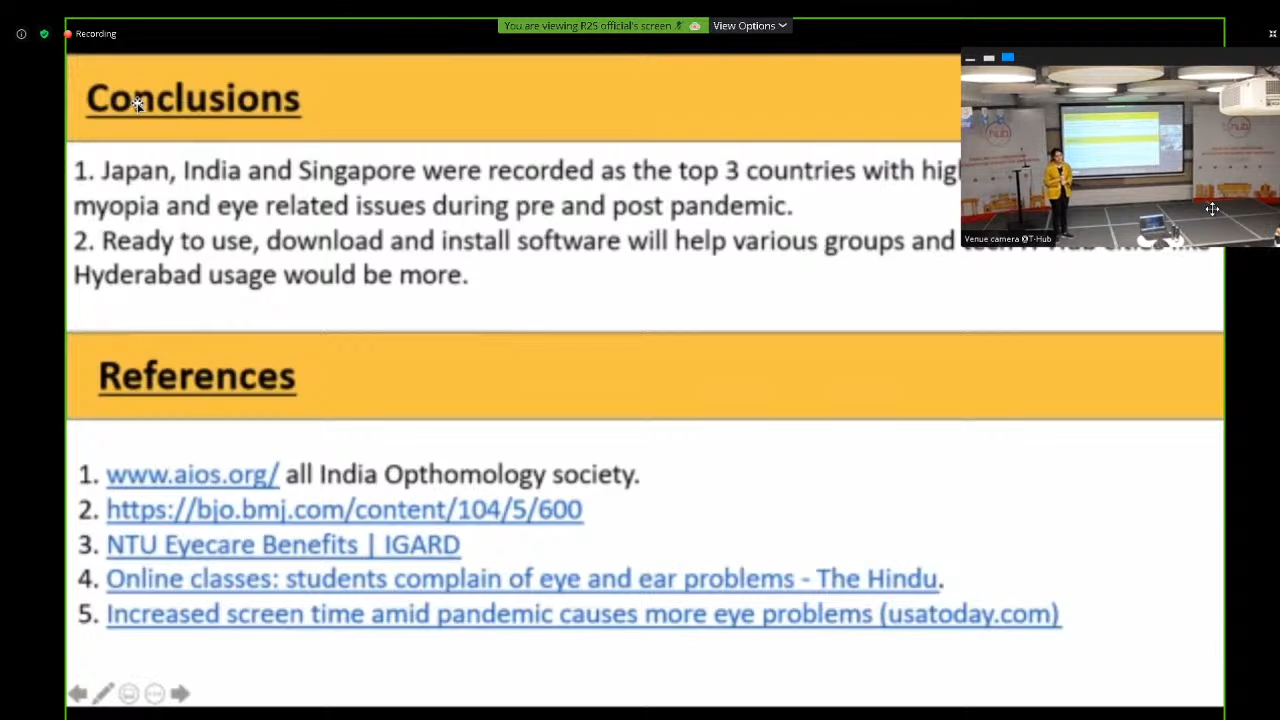 You are viewing R2S official's screen
View Options
Recording
Conclusions
1. Japan, India and Singapore were recorded as the top 3 countries with
myopia and eye related issues during pre and post pandemic.
2. Ready to use, download and install software will help various groups and
Hyderabad usage would be more.
hub
hub
Venue camera @T-Hub
References
1. www.aios.org/ all India Opthomology society.
2. https://bjo.bmj.com/content/104/5/600
3. NTU Eyecare Benefits | IGARD
4. Online classes: students complain of eye and ear problems - The Hindu.
5. Increased screen time amid pandemic causes more eye problems (usatoday.com)